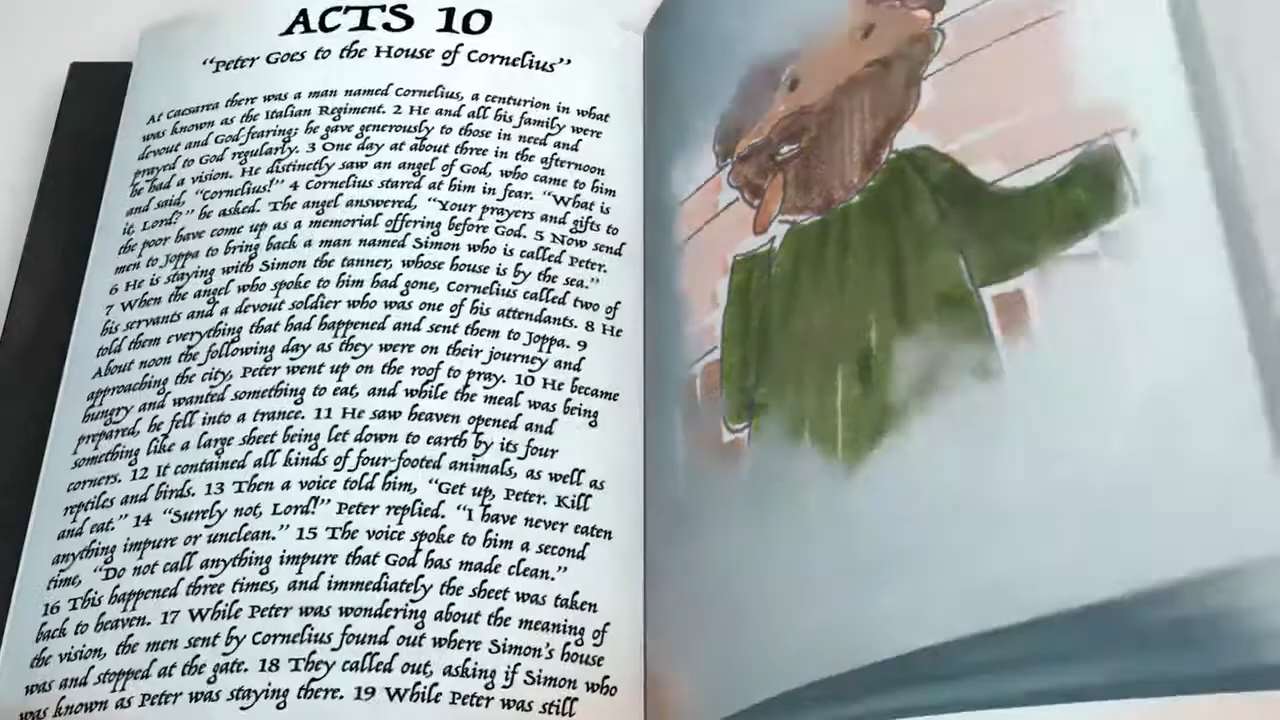 ACTS 10
“Peter Goes to the House of Cornelius”
At Caesarea there was a man named Cornelius, a centurion in what
was known as the Italian Regiment. 2 He and all his family were
devout and God-fearing; he gave generously to those in need and
prayed to God regularly. 3 One day at about three in the afternoon
he had a vision. He distinctly saw an angel of God, who came to him
and said, “Cornelius!” 4 Cornelius stared at him in fear. “What is
it, Lord?” he asked. The angel answered, “Your prayers and gifts to
the poor have come up as a memorial offering before God. 5 Now send
men to Joppa to bring back a man named Simon who is called Peter.
6 He is staying with Simon the tanner, whose house is by the sea.”
7 When the angel who spoke to him had gone, Cornelius called two of
his servants and a devout soldier who was one of his attendants. 8 He
told them everything that had happened and sent them to Joppa. 9
About noon the following day as they were on their journey and
approaching the city, Peter went up on the roof to pray. 10 He became
hungry and wanted something to eat, and while the meal was being
prepared, he fell into a trance. 11 He saw heaven opened and
something like a large sheet being let down to earth by its four
corners. 12 It contained all kinds of four-footed animals, as well as
reptiles and birds. 13 Then a voice told him, “Get up, Peter. Kill
and eat.” 14 “Surely not, Lord!” Peter replied. “I have never eaten
anything impure or unclean.” 15 The voice spoke to him a second
time, “Do not call anything impure that God has made clean.”
16 This happened three times, and immediately the sheet was taken
back to heaven. 17 While Peter was wondering about the meaning of
the vision, the men sent by Cornelius found out where Simon’s house
was and stopped at the gate. 18 They called out, asking if Simon who
was known as Peter was staying there. 19 While Peter was still